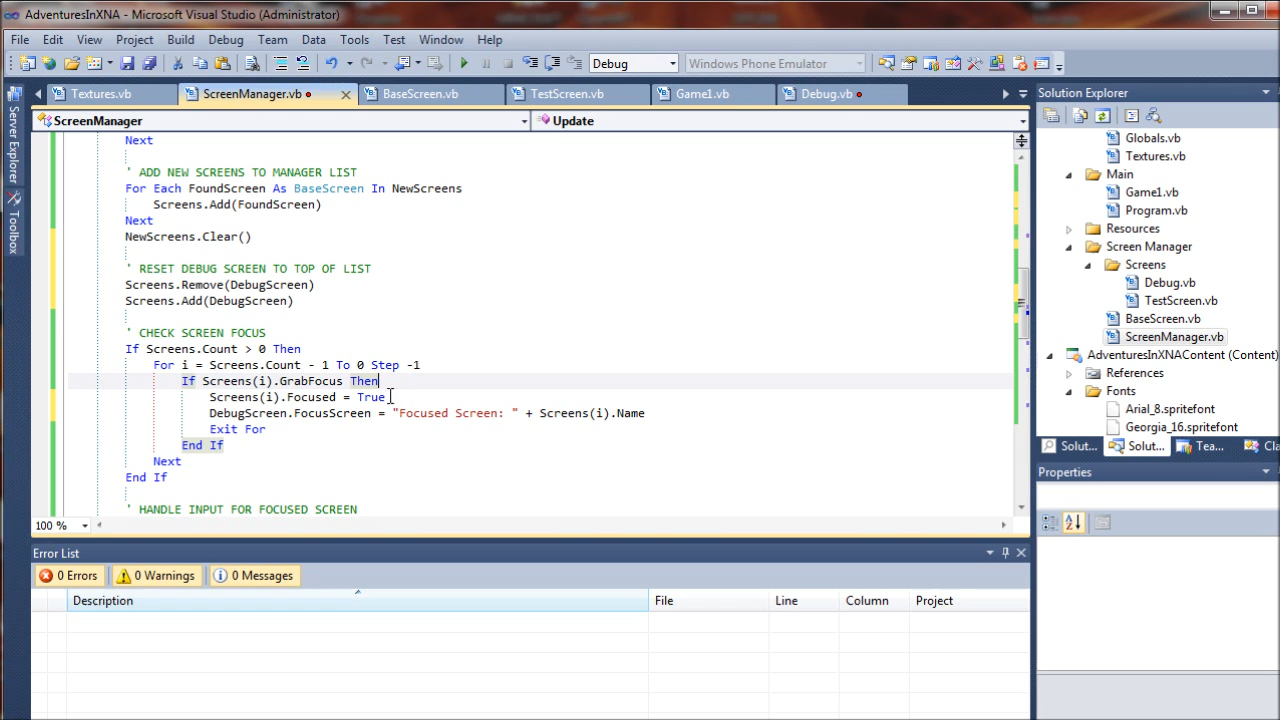 AdventuresInXNA - Microsoft Visual Studio (Administrator)
File Edit View Project Build Debug Team Data Tools Test Window Help
Debug Windows Phone Emulator
Textures.vb ScreenManager.vb BaseScreen.vb TestScreen.vb Game1.vb Debug.vb
ScreenManager Update
Next
' ADD NEW SCREENS TO MANAGER LIST
For Each FoundScreen As BaseScreen In NewScreens
Screens.Add(FoundScreen)
Next
NewScreens.Clear()
' RESET DEBUG SCREEN TO TOP OF LIST
Screens.Remove(DebugScreen)
Screens.Add(DebugScreen)
' CHECK SCREEN FOCUS
If Screens.Count > 0 Then
For i = Screens.Count - 1 To 0 Step -1
If Screens(i).GrabFocus Then
Screens(i).Focused = True
DebugScreen.FocusScreen = "Focused Screen: " + Screens(i).Name
Exit For
End If
Next
End If
' HANDLE INPUT FOR FOCUSED SCREEN
100 %
Server Explorer
Toolbox
Error List
0 Errors 0 Warnings 0 Messages
Description File Line Column Project
Solution Explorer
Globals.vb
Textures.vb
Main
Game1.vb
Program.vb
Resources
Screen Manager
Screens
Debug.vb
TestScreen.vb
BaseScreen.vb
ScreenManager.vb
AdventuresInXNAContent (Content)
References
Fonts
Arial_8.spritefont
Georgia_16.spritefont
Solut... Solut... Tea... Cla
Properties